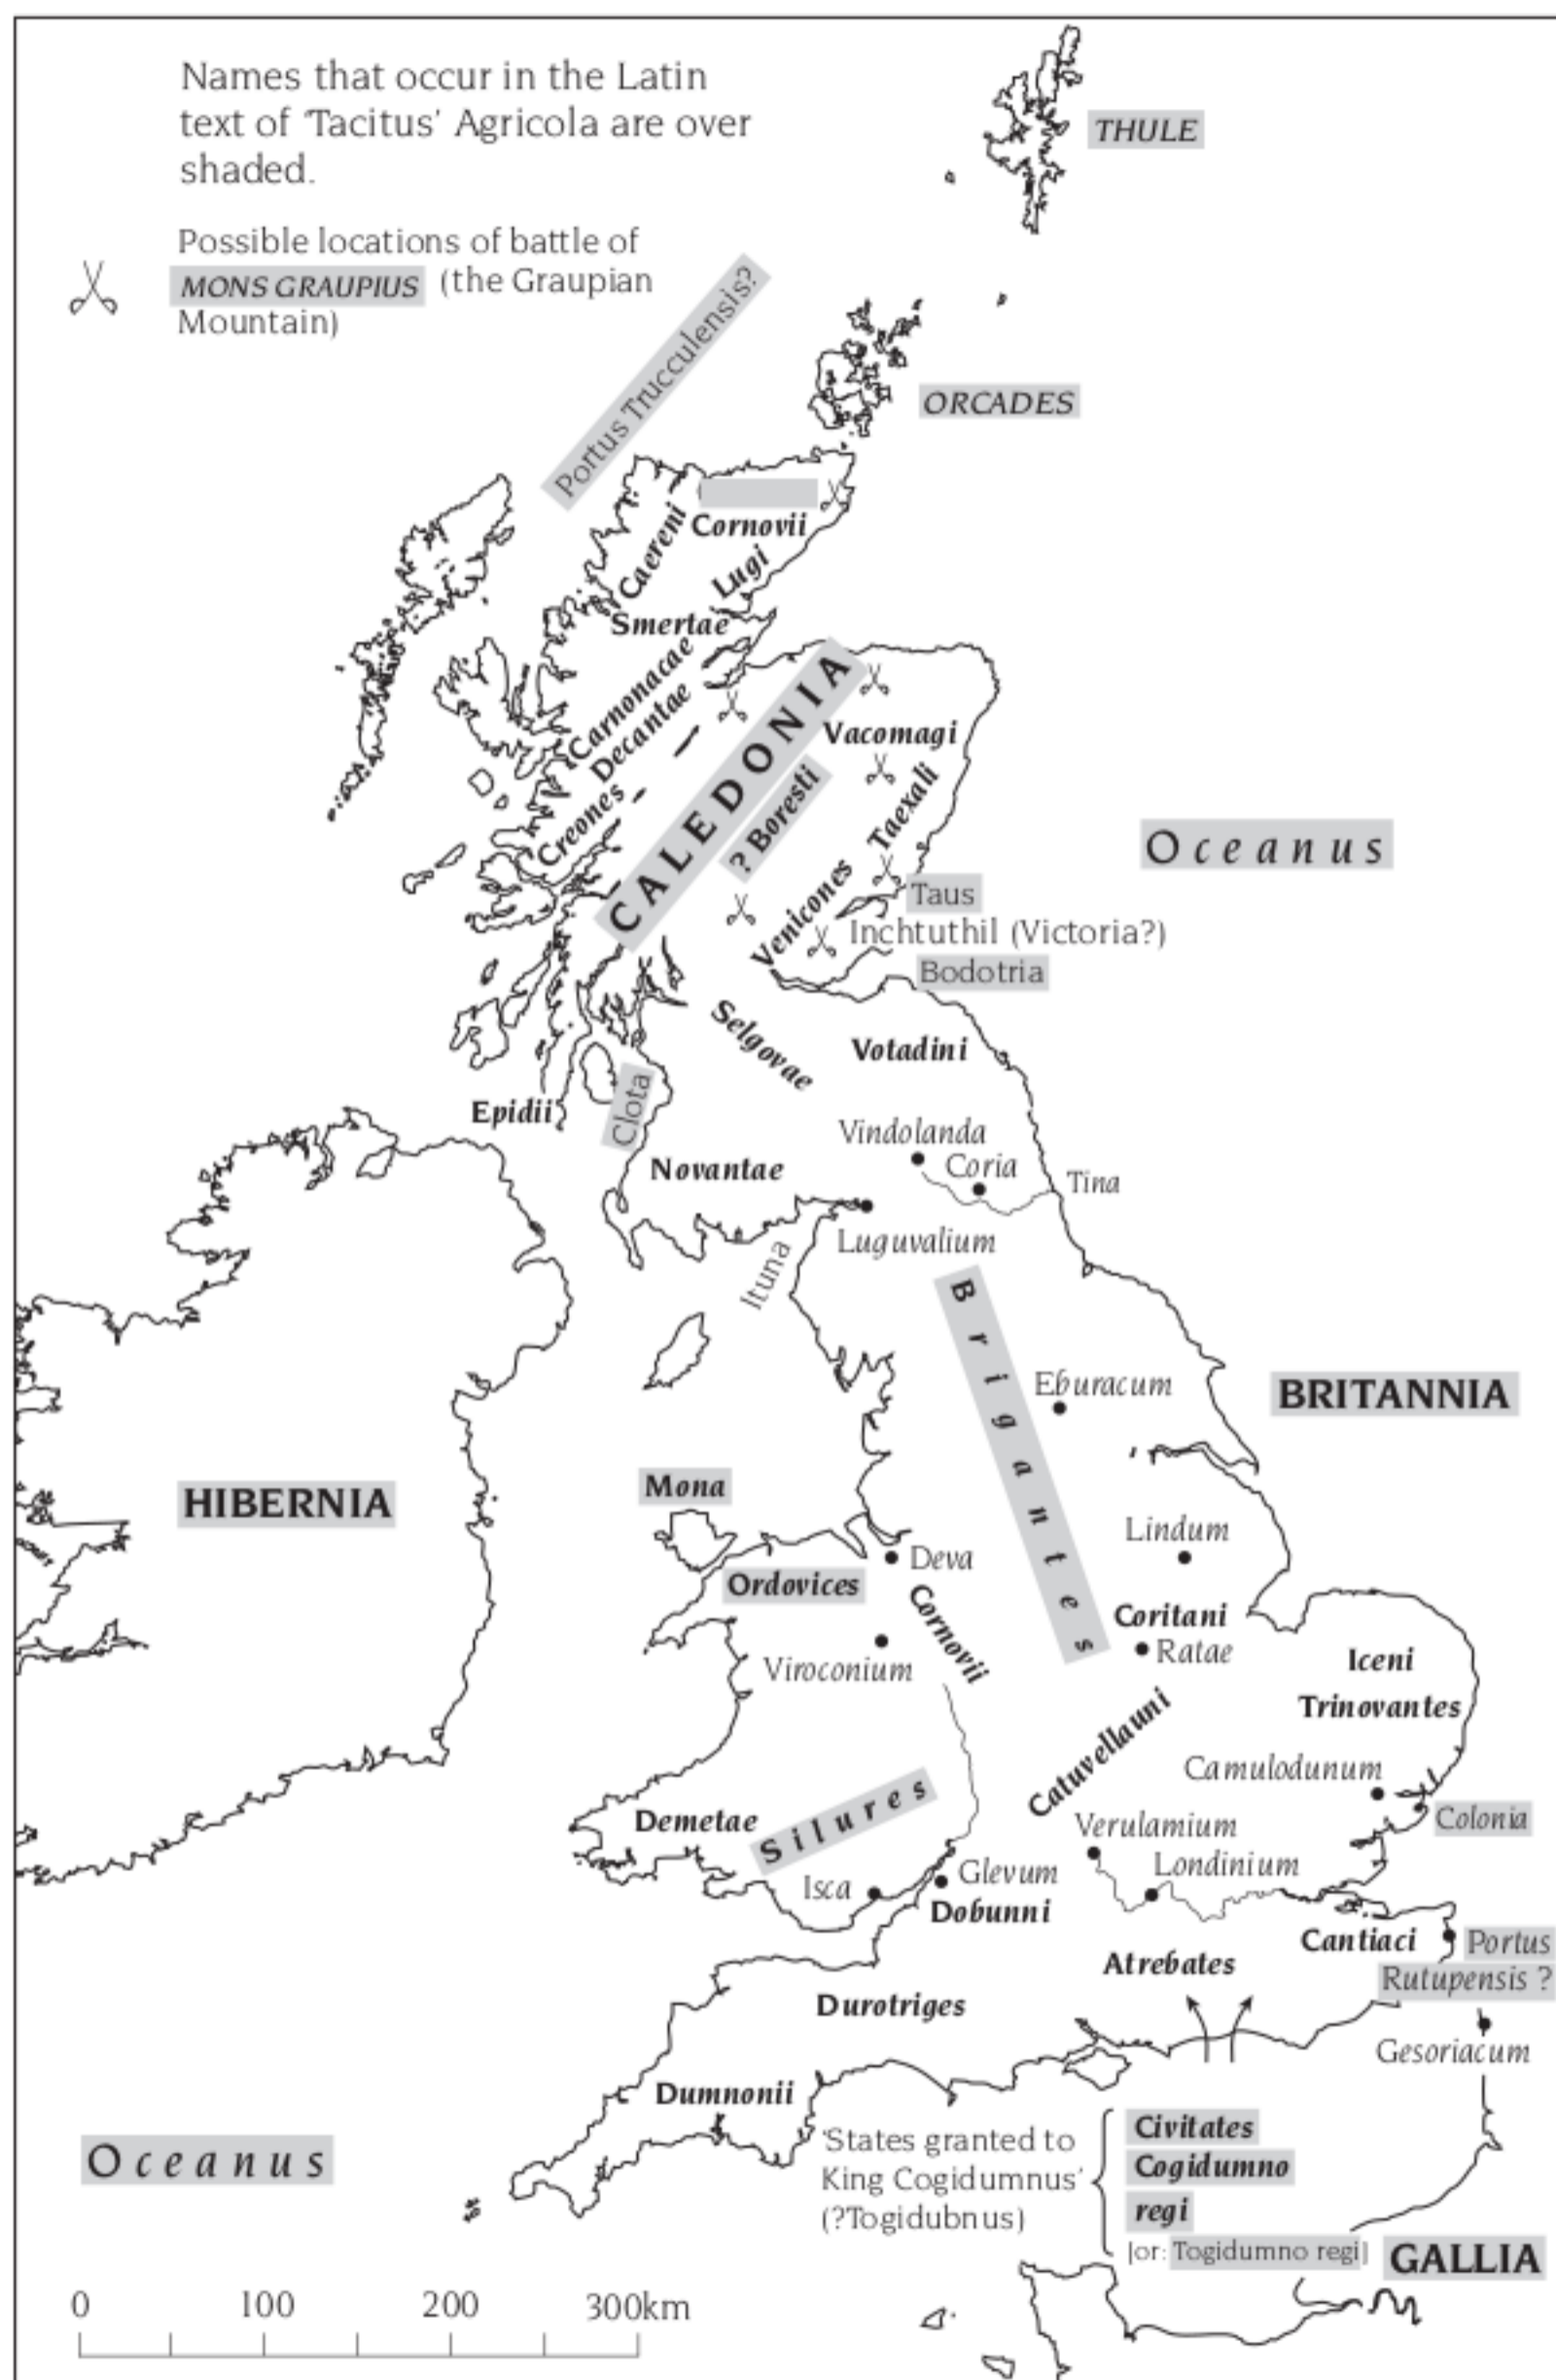 Names that occur in the Latin
text of ‘Tacitus’ Agricola are over
shaded.
Possible locations of battle of
MONS GRAUPIUS (the Graupian
Mountain)
THULE
Portus Trucculensis?
ORCADES
Cornovii
Caereni
Lugi
Smertae
Carnonacae
Decantae
Creones
CALEDONIA
Vacomagi
? Boresti
Taexali
Oceanus
Venicones
Taus
Inchtuthil (Victoria?)
Bodotria
Selgovae
Votadini
Clota
Epidii
Vindolanda
Coria
Tina
Novantae
Luguvalium
Ituna
Brigantes
Eburacum
BRITANNIA
HIBERNIA
Mona
Lindum
Deva
Ordovices
Cornovii
Coritani
Ratae
Viroconium
Iceni
Trinovantes
Catuvellauni
Camulodunum
Colonia
Demetae
Silures
Verulamium
Londinium
Isca
Glevum
Dobunni
Cantiaci
Portus
Rutupensis ?
Atrebates
Durotriges
Gesoriacum
Dumnonii
Oceanus
‘States granted to
King Cogidumnus’
(?Togidubnus)
Civitates
Cogidumno
regi
[or: Togidumno regi]
GALLIA
0 100 200 300km